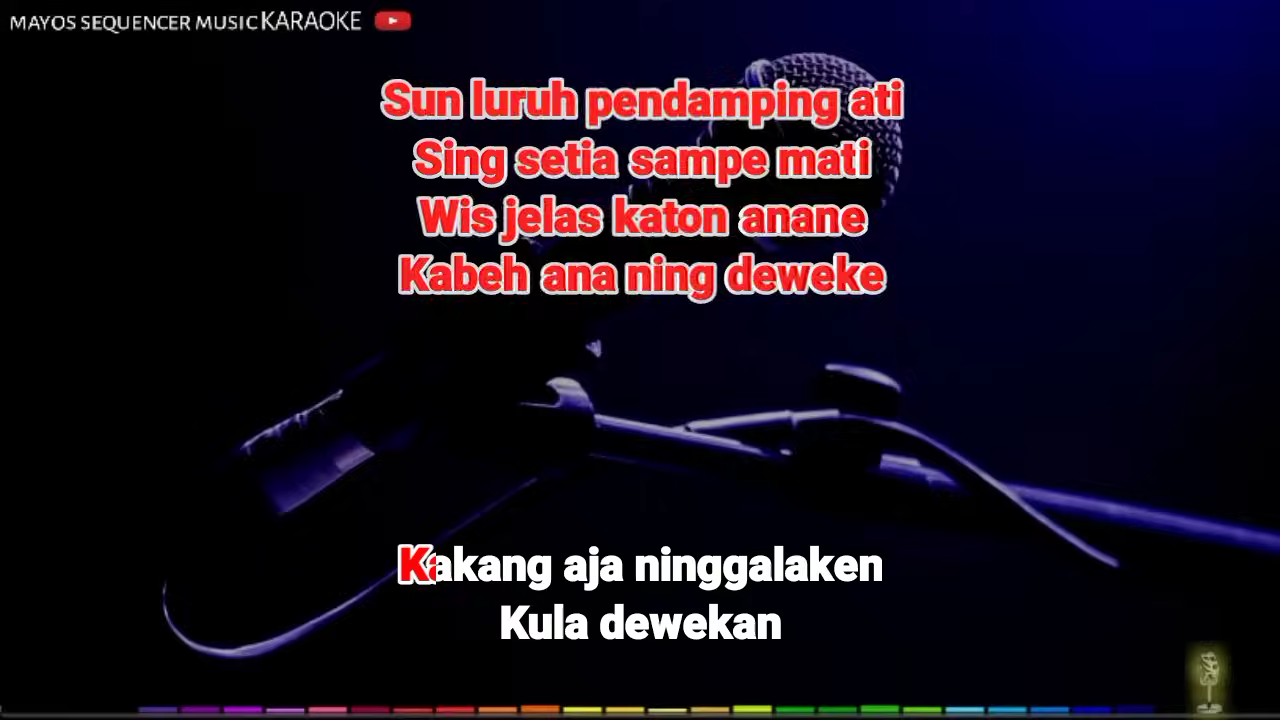 MAYOS SEQUENCER MUSIC KARAOKE
Sun luruh pendamping ati
Sing setia sampe mati
Wis jelas katon anane
Kabeh ana ning deweke
Kakang aja ninggalaken
Kula dewekan